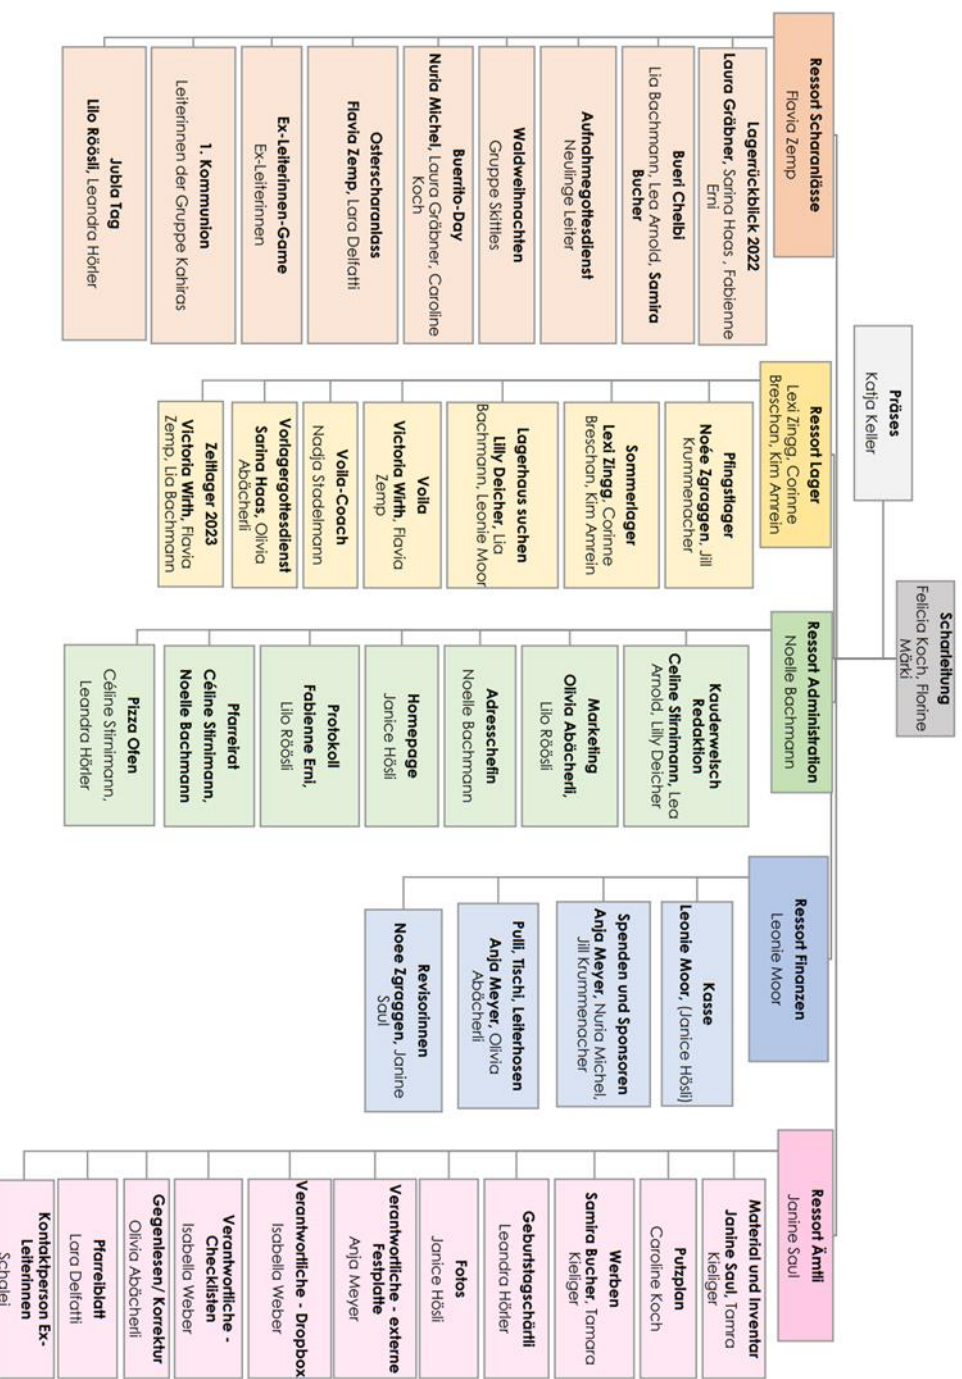 Scharleitung
Felicia Koch, Florine
Märki
Präses
Katja Keller
Ressort Scharanlässe
Flavia Zemp
Lagerrückblick 2022
Laura Gräbner, Sarina Haas , Fabienne
Erni
Bueri Chelbi
Lia Bachmann, Lea Arnold, Samira
Bucher
Aufnahmegottesdienst
Neulinge Leiter
Waldweihnachten
Gruppe Skittles
Buerrito-Day
Nuria Michel, Laura Gräbner, Caroline
Koch
Osterscharanlass
Flavia Zemp, Lara Delfatti
Ex-Leiterinnen-Game
Ex-Leiterinnen
1. Kommunion
Leiterinnen der Gruppe Kahiras
Jubla Tag
Lilo Röösli, Leandra Hörler
Ressort Lager
Lexi Zingg, Corinne
Breschan, Kim Amrein
Pfingstlager
Noée Zgraggen, Jill
Krummemacher
Sommerlager
Lexi Zingg, Corinne
Breschan, Kim Amrein
Lagerhaus suchen
Lilly Deicher, Lia
Bachmann, Leonie Moor
Voila
Victoria Wirth, Flavia
Zemp
Voila-Coach
Nadja Stadelmann
Vorlagergottesdienst
Sarina Haas, Olivia
Abächerli
Zeltlager 2023
Victoria Wirth, Flavia
Zemp, Lia Bachmann
Ressort Administration
Noelle Bachmann
Kauderwelsch
Redaktion
Celine Stirnimann, Lea
Arnold, Lilly Deicher
Marketing
Olivia Abächerli,
Lilo Röösli
Adresschefin
Noelle Bachmann
Homepage
Janice Hösli
Protokoll
Fabienne Erni,
Lilo Röösli
Pfarreirat
Céline Stirnimann,
Noelle Bachmann
Pizza Ofen
Céline Stirnimann,
Leandra Hörler
Ressort Finanzen
Leonie Moor
Kasse
Leonie Moor, (Janice Hösli)
Spenden und Sponsoren
Anja Meyer, Nuria Michel,
Jill Krummenacher
Pulli, Tischi, Leiterhosen
Anja Meyer, Olivia
Abächerli
Revisorinnen
Noee Zgraggen, Janine
Saul
Ressort Ämtli
Janine Saul
Material und Inventar
Janine Saul, Tamra
Kieliger
Putzplan
Caroline Koch
Werben
Samira Bucher, Tamara
Kieliger
Geburtstagschärtli
Leandra Hörler
Fotos
Janice Hösli
Verantwortliche - externe
Festplatte
Anja Meyer
Verantwortliche - Dropbox
Isabella Weber
Verantwortliche -
Checklisten
Isabella Weber
Gegenlesen/ Korrektur
Olivia Abächerli
Pfarreiblatt
Lara Delfatti
Kontaktperson Ex-
Leiterinnen
Schalei